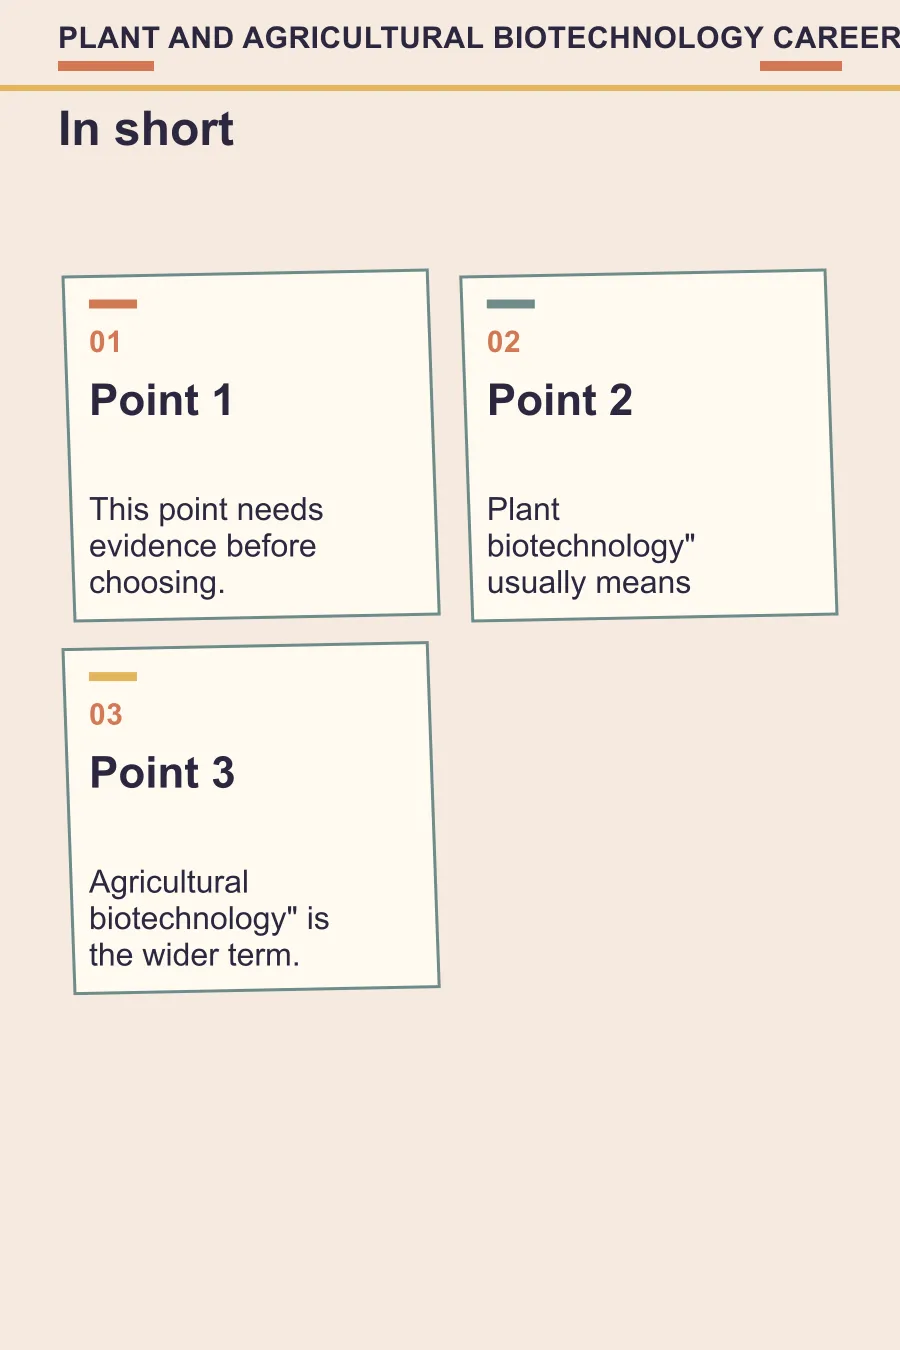 PLANT AND AGRICULTURAL BIOTECHNOLOGY CAREER
In short
01
Point 1
This point needs
evidence before
choosing.
02
Point 2
Plant
biotechnology"
usually means
03
Point 3
Agricultural
biotechnology" is
the wider term.